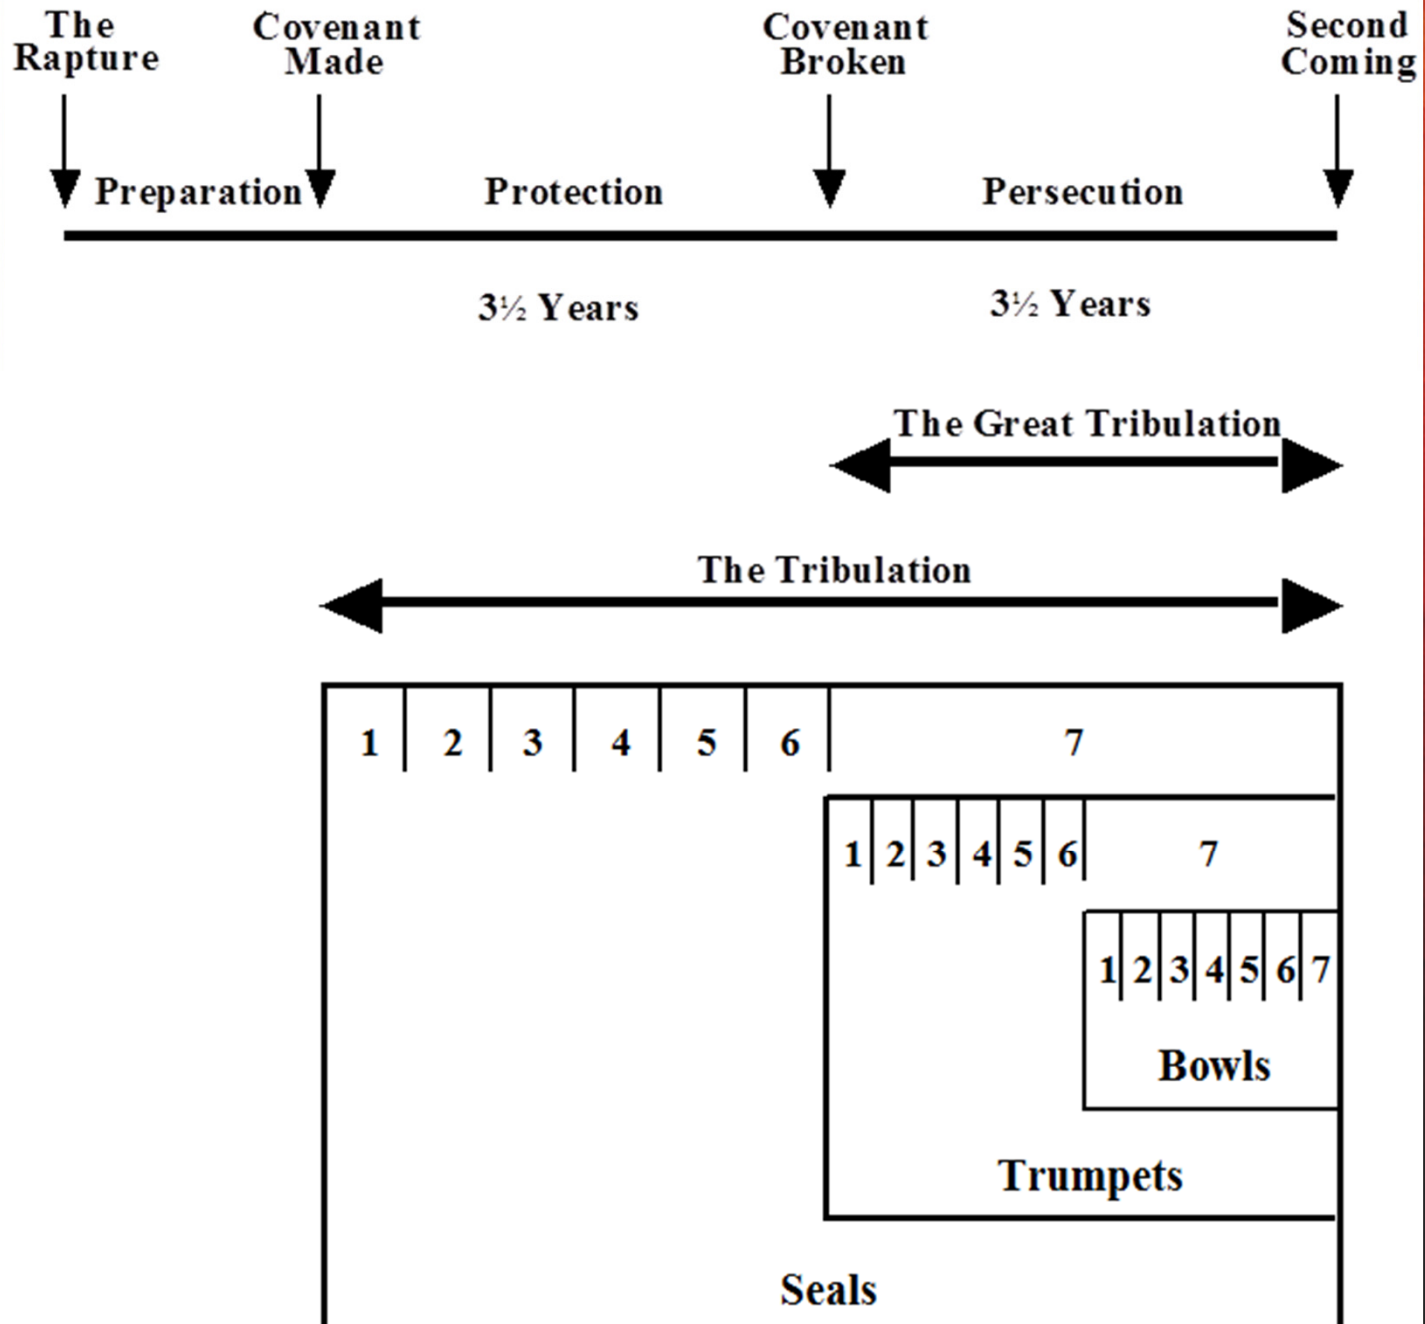 The
Rapture
Covenant
Made
Covenant
Broken
Second
Coming
Preparation
Protection
Persecution
3½ Years
3½ Years
The Great Tribulation
The Tribulation
1 2 3 4 5 6 7
1 2 3 4 5 6 7
1 2 3 4 5 6 7
Bowls
Trumpets
Seals